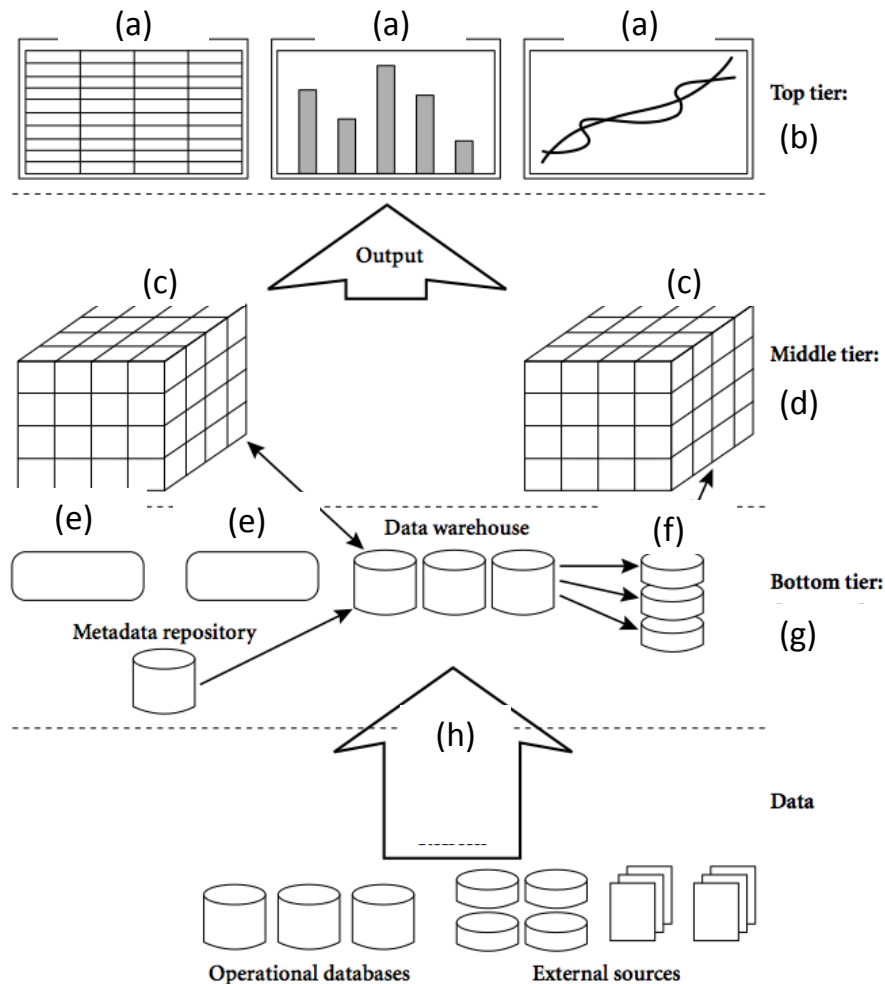 (a)
(a)
(a)
Top tier:
(b)
Output
(c)
(c)
Middle tier:
(d)
(e)
(e)
Data warehouse
(f)
Bottom tier:
(g)
Metadata repository
(h)
Data
Operational databases
External sources